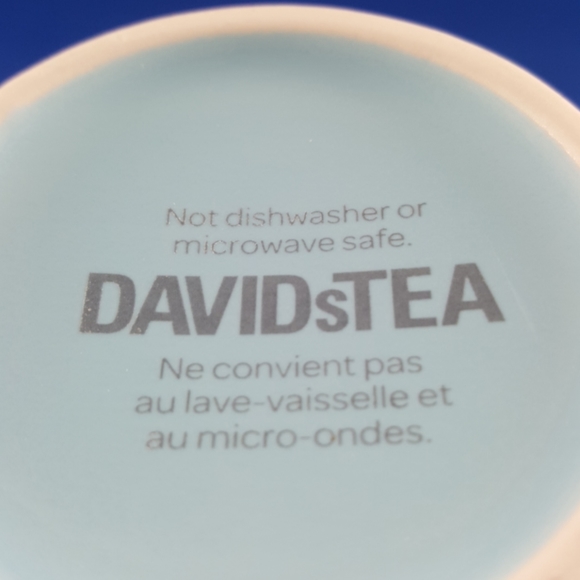 Not dishwasher or
microwave safe.
DAVIDsTEA
Ne convient pas
au lave-vaisselle et
au micro-ondes.